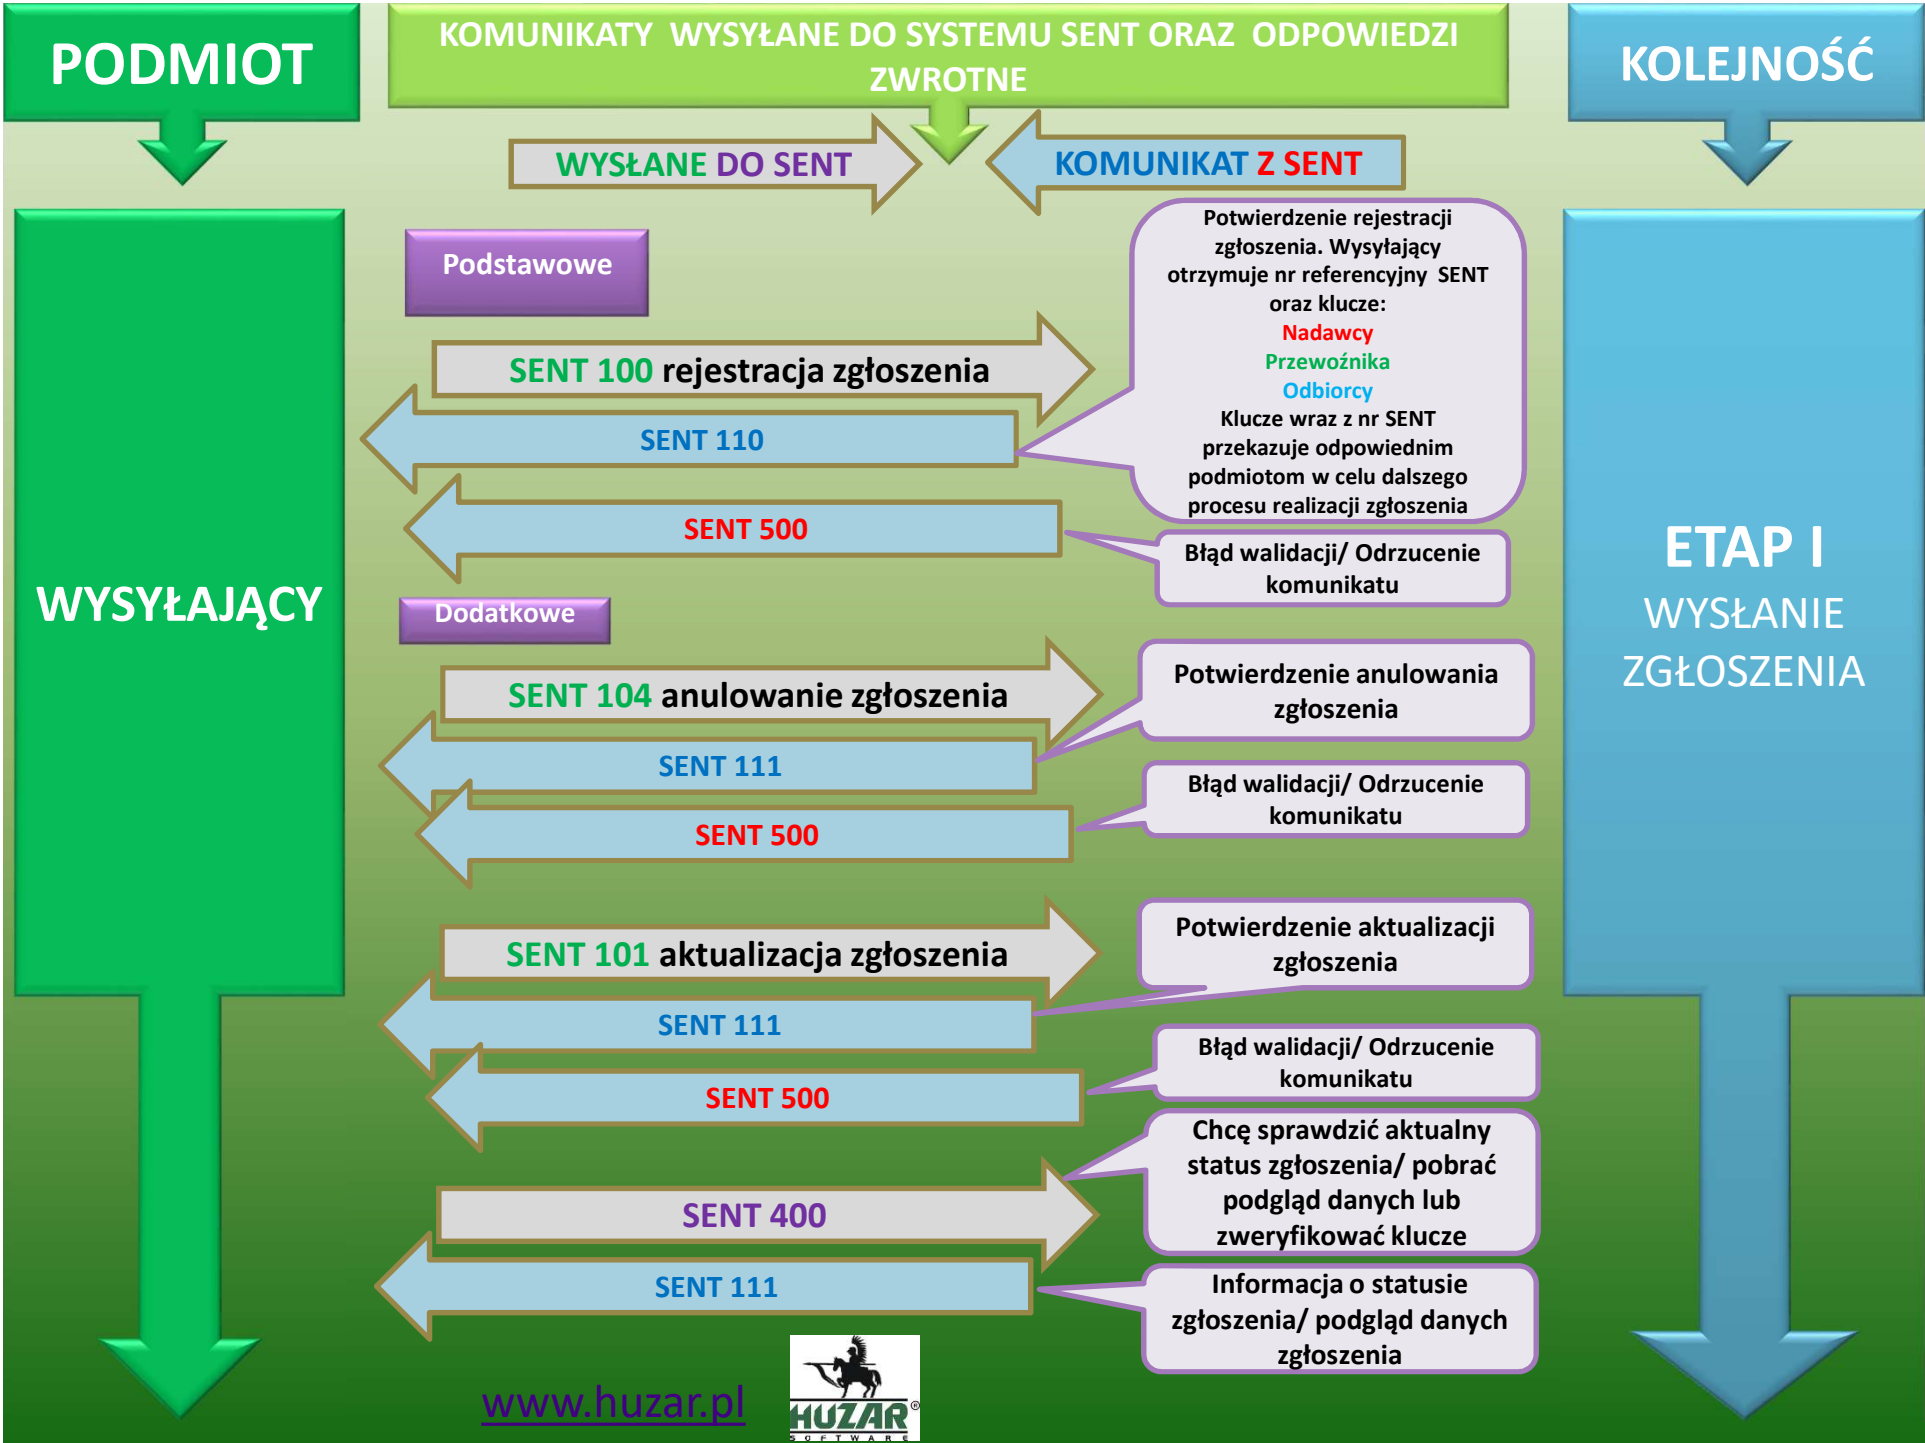 PODMIOT
KOMUNIKATY WYSYŁANE DO SYSTEMU SENT ORAZ ODPOWIEDZI
ZWROTNE
KOLEJNOŚĆ
WYSŁANE DO SENT
KOMUNIKAT Z SENT
WYSYŁAJĄCY
Podstawowe
SENT 100 rejestracja zgłoszenia
SENT 110
Potwierdzenie rejestracji
zgłoszenia. Wysyłający
otrzymuje nr referencyjny SENT
oraz klucze:
Nadawcy
Przewoźnika
Odbiorcy
Klucze wraz z nr SENT
przekazuje odpowiednim
podmiotom w celu dalszego
procesu realizacji zgłoszenia
SENT 500
Błąd walidacji/ Odrzucenie
komunikatu
Dodatkowe
SENT 104 anulowanie zgłoszenia
SENT 111
Potwierdzenie anulowania
zgłoszenia
SENT 500
Błąd walidacji/ Odrzucenie
komunikatu
SENT 101 aktualizacja zgłoszenia
SENT 111
Potwierdzenie aktualizacji
zgłoszenia
SENT 500
Błąd walidacji/ Odrzucenie
komunikatu
SENT 400
Chcę sprawdzić aktualny
status zgłoszenia/ pobrać
podgląd danych lub
zweryfikować klucze
SENT 111
Informacja o statusie
zgłoszenia/ podgląd danych
zgłoszenia
ETAP I
WYSŁANIE
ZGŁOSZENIA
www.huzar.pl
HUZAR®
SOFTWARE